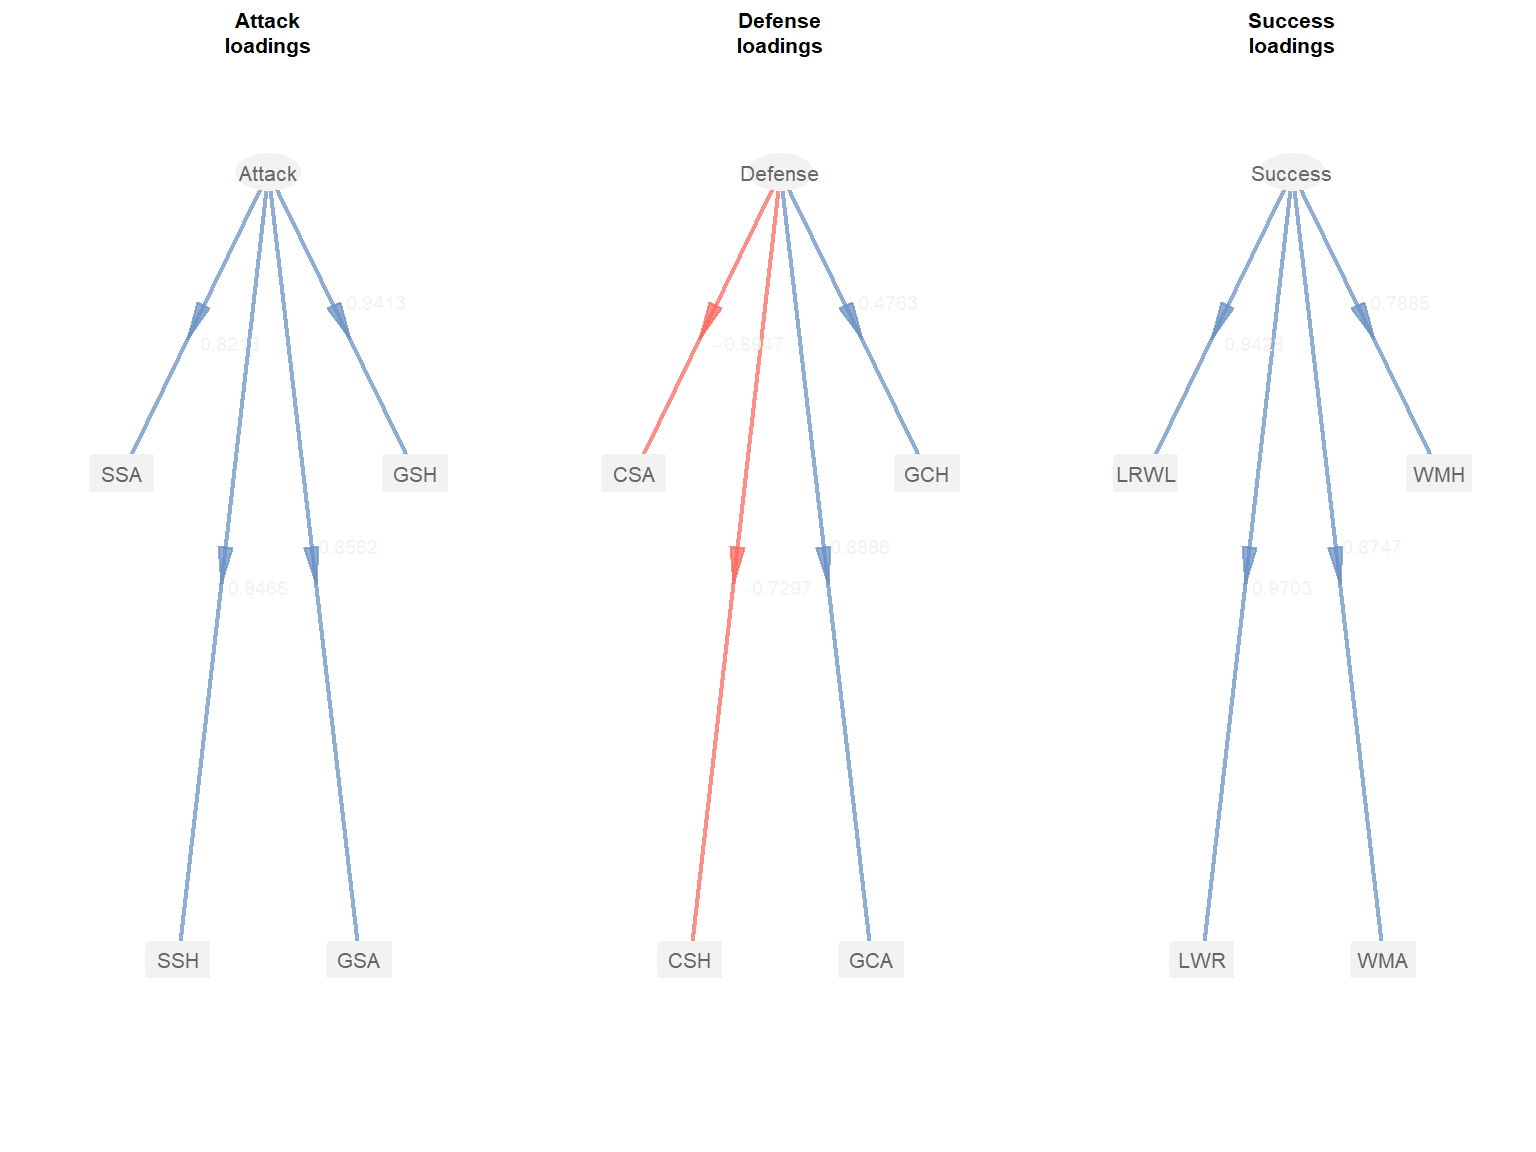 Attack
loadings
Defense
loadings
Success
loadings
Attack
Defense
Success
0.9413
0.4763
0.7885
-0.8947
SSA
GSH
CSA
GCH
LRWL
WMH
0.8562
0.8886
0.8747
0.8466
-0.7297
0.9703
SSH
GSA
CSH
GCA
LWR
WMA